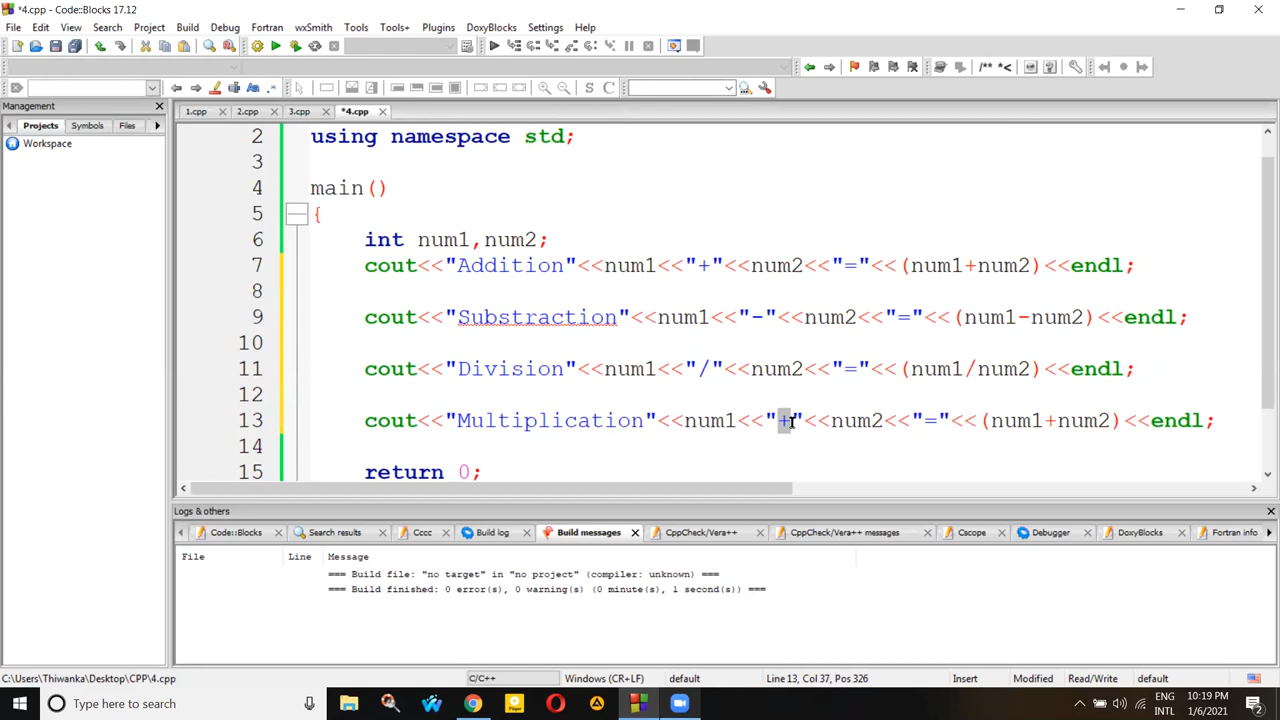 *4.cpp - Code::Blocks 17.12
File Edit View Search Project Build Debug Fortran wxSmith Tools Tools+ Plugins DoxyBlocks Settings Help
/** *<
S C
Management
1.cpp 2.cpp 3.cpp *4.cpp
Projects Symbols Files
Workspace
2 using namespace std;
3
4 main()
5 {
6 int num1,num2;
7 cout<<"Addition"<<num1<<"+"<<num2<<"="<<(num1+num2)<<endl;
8
9 cout<<"Substraction"<<num1<<"-"<<num2<<"="<<(num1-num2)<<endl;
10
11 cout<<"Division"<<num1<<"/"<<num2<<"="<<(num1/num2)<<endl;
12
13 cout<<"Multiplication"<<num1<<"+"<<num2<<"="<<(num1+num2)<<endl;
14
15 return 0;
Logs & others
Code::Blocks Search results Cccc Build log Build messages CppCheck/Vera++ CppCheck/Vera++ messages Cscope Debugger DoxyBlocks Fortran info
File Line Message
=== Build file: "no target" in "no project" (compiler: unknown) ===
=== Build finished: 0 error(s), 0 warning(s) (0 minute(s), 1 second(s)) ===
C:\Users\Thiwanka\Desktop\CPP\4.cpp C/C++ Windows (CR+LF) default Line 13, Col 37, Pos 326 Insert Modified Read/Write default
Type here to search
ENG
INTL
10:19 PM
1/6/2021
2